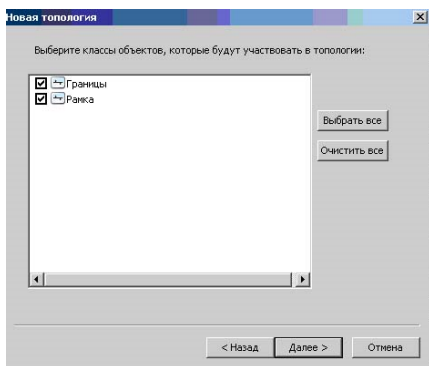 Новая топология
Выберите классы объектов, которые будут участвовать в топологии:
Границы
Рамка
Выбрать все
Очистить все
< Назад
Далее >
Отмена